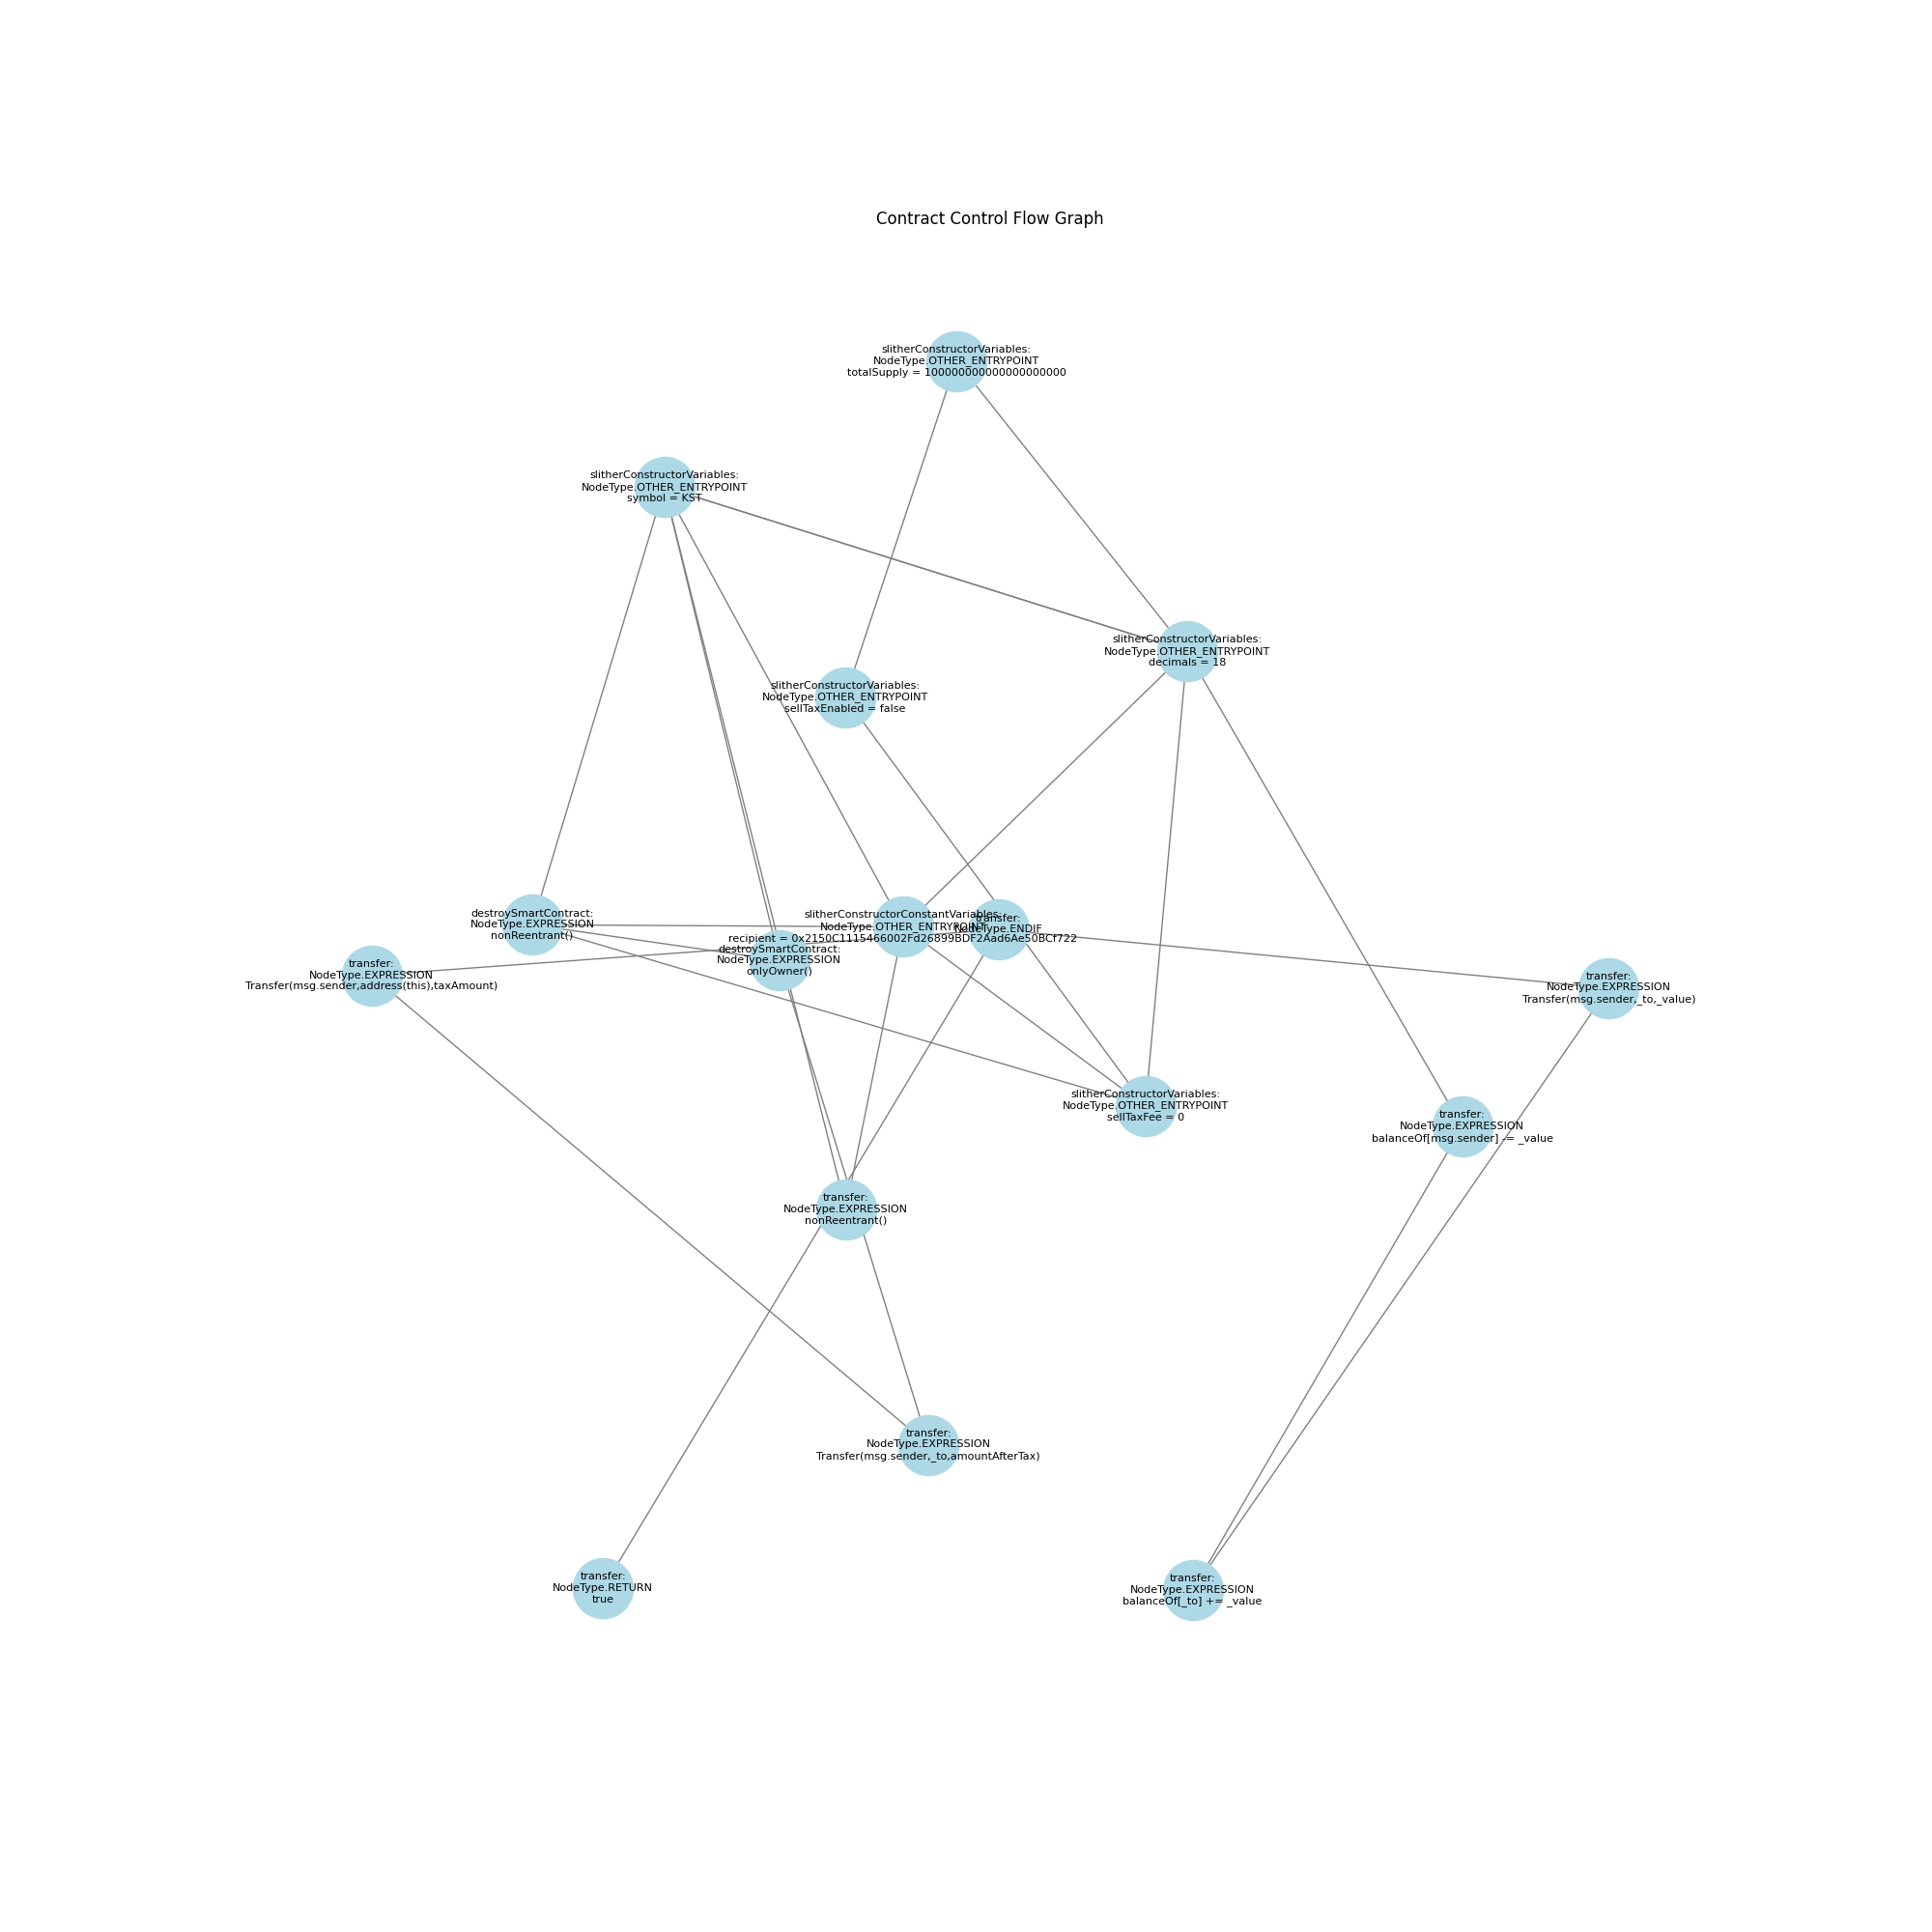 Contract Control Flow Graph
slitherConstructorVariables:
NodeType.OTHER_ENTRYPOINT
totalSupply = 100000000000000000000
slitherConstructorVariables:
NodeType.OTHER_ENTRYPOINT
symbol = KST
slitherConstructorVariables:
NodeType.OTHER_ENTRYPOINT
decimals = 18
slitherConstructorVariables:
NodeType.OTHER_ENTRYPOINT
sellTaxEnabled = false
destroySmartContract:
NodeType.EXPRESSION
nonReentrant()
slitherConstructorConstantVariables:
NodeType.OTHER_ENTRYPOINT
recipient = 0x2150C1115466002Fd26899BDF2Aad6Ae50BCf722
transfer:
NodeType.ENDIF
destroySmartContract:
NodeType.EXPRESSION
onlyOwner()
transfer:
NodeType.EXPRESSION
Transfer(msg.sender,address(this),taxAmount)
transfer:
NodeType.EXPRESSION
Transfer(msg.sender,_to,_value)
slitherConstructorVariables:
NodeType.OTHER_ENTRYPOINT
sellTaxFee = 0
transfer:
NodeType.EXPRESSION
balanceOf[msg.sender] -= _value
transfer:
NodeType.EXPRESSION
nonReentrant()
transfer:
NodeType.EXPRESSION
Transfer(msg.sender,_to,amountAfterTax)
transfer:
NodeType.RETURN
true
transfer:
NodeType.EXPRESSION
balanceOf[_to] += _value